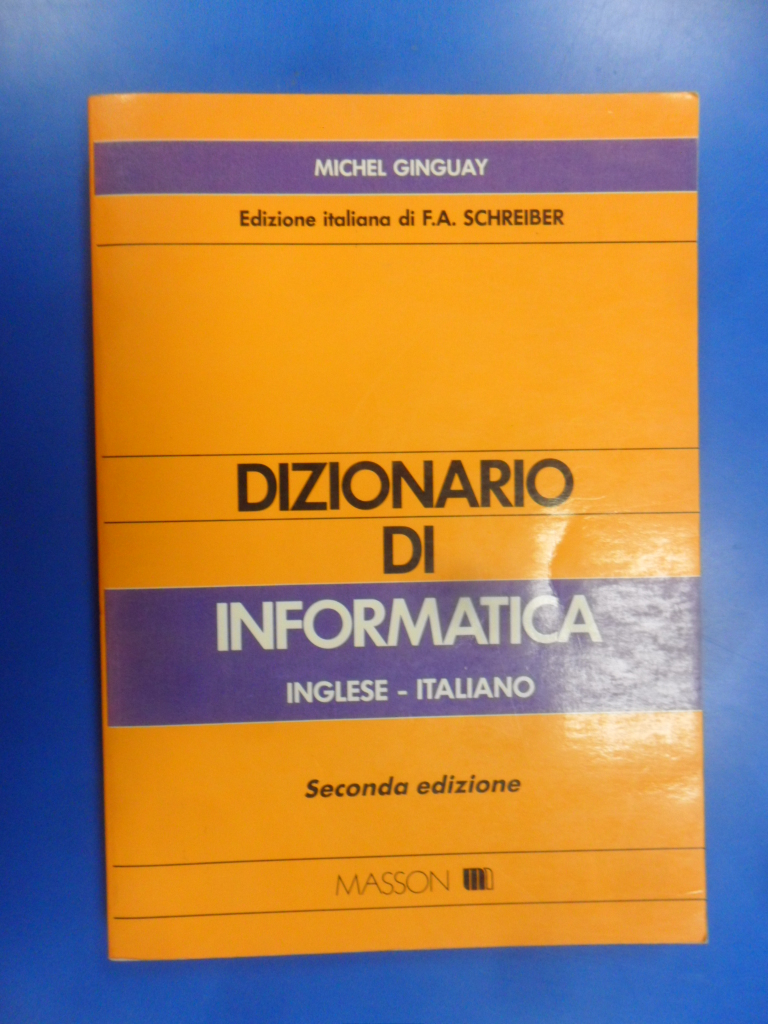 MICHEL GINGUAY
Edizione italiana di F.A. SCHREIBER
DIZIONARIO
DI
INFORMATICA
INGLESE - ITALIANO
Seconda edizione
MASSON